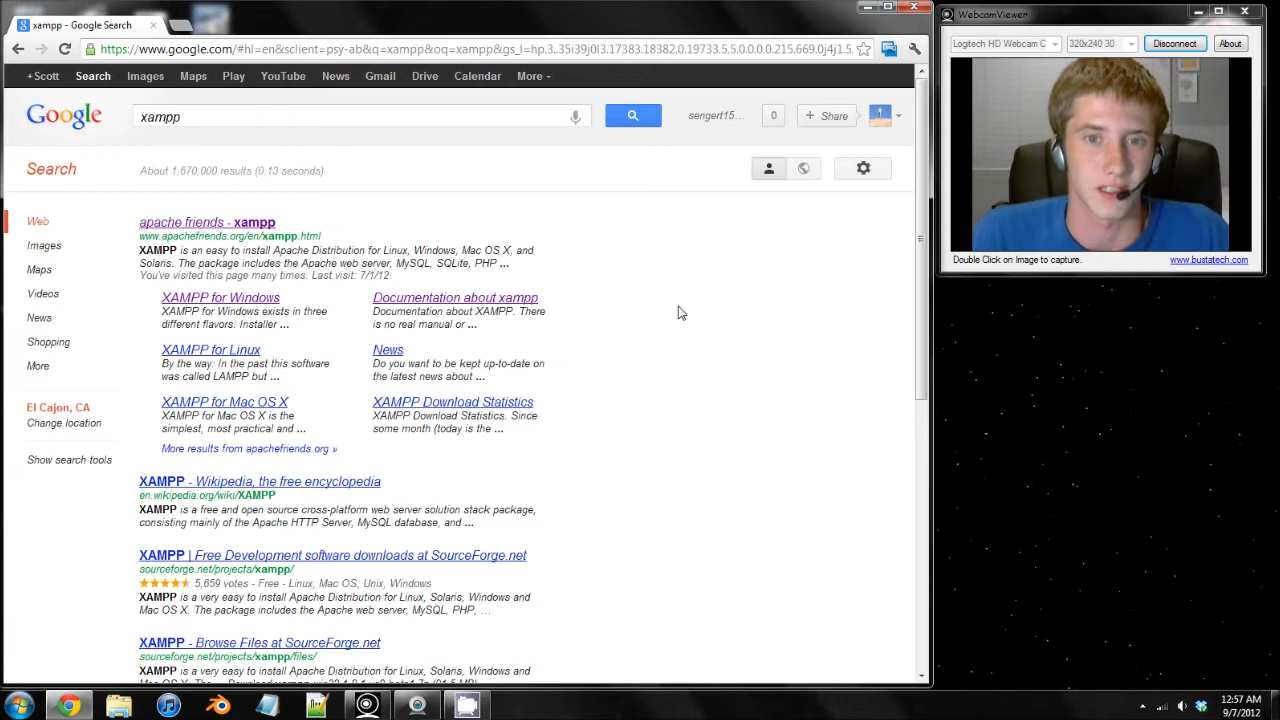 xampp - Google Search
https://www.google.com/#hl=en&sclient=psy-ab&q=xampp&oq=xampp&gs_l=hp.3..35i39j0l3.17383.18382.0.19733.5.5.0.0.0.0.215.669.0j4j1.5.
+Scott Search Images Maps Play YouTube News Gmail Drive Calendar More
Google
xampp
sengert15...
0
+ Share
Search
About 1,670,000 results (0.13 seconds)
Web
Images
Maps
Videos
News
Shopping
More
El Cajon, CA
Change location
Show search tools
apache friends - xampp
www.apachefriends.org/en/xampp.html
XAMPP is an easy to install Apache Distribution for Linux, Windows, Mac OS X, and
Solaris. The package includes the Apache web server, MySQL, SQLite, PHP ...
You've visited this page many times. Last visit: 7/1/12
XAMPP for Windows
XAMPP for Windows exists in three
different flavors: Installer ...
Documentation about xampp
Documentation about XAMPP. There
is no real manual or ...
XAMPP for Linux
By the way: In the past this software
was called LAMPP but ...
News
Do you want to be kept up-to-date on
the latest news about ...
XAMPP for Mac OS X
XAMPP for Mac OS X is the
simplest, most practical and ...
XAMPP Download Statistics
XAMPP Download Statistics. Since
some month (today is the ...
More results from apachefriends.org »
XAMPP - Wikipedia, the free encyclopedia
en.wikipedia.org/wiki/XAMPP
XAMPP is a free and open source cross-platform web server solution stack package,
consisting mainly of the Apache HTTP Server, MySQL database, and ...
XAMPP | Free Development software downloads at SourceForge.net
sourceforge.net/projects/xampp/
5,659 votes - Free - Linux, Mac OS, Unix, Windows
XAMPP is a very easy to install Apache Distribution for Linux, Solaris, Windows and
Mac OS X. The package includes the Apache web server, MySQL, PHP, ...
XAMPP - Browse Files at SourceForge.net
sourceforge.net/projects/xampp/files/
XAMPP is a very easy to install Apache Distribution for Linux, Solaris, Windows and
WebcamViewer
Logitech HD Webcam C
320x240 30
Disconnect
About
Double Click on Image to capture.
www.bustatech.com
12:57 AM
9/7/2012